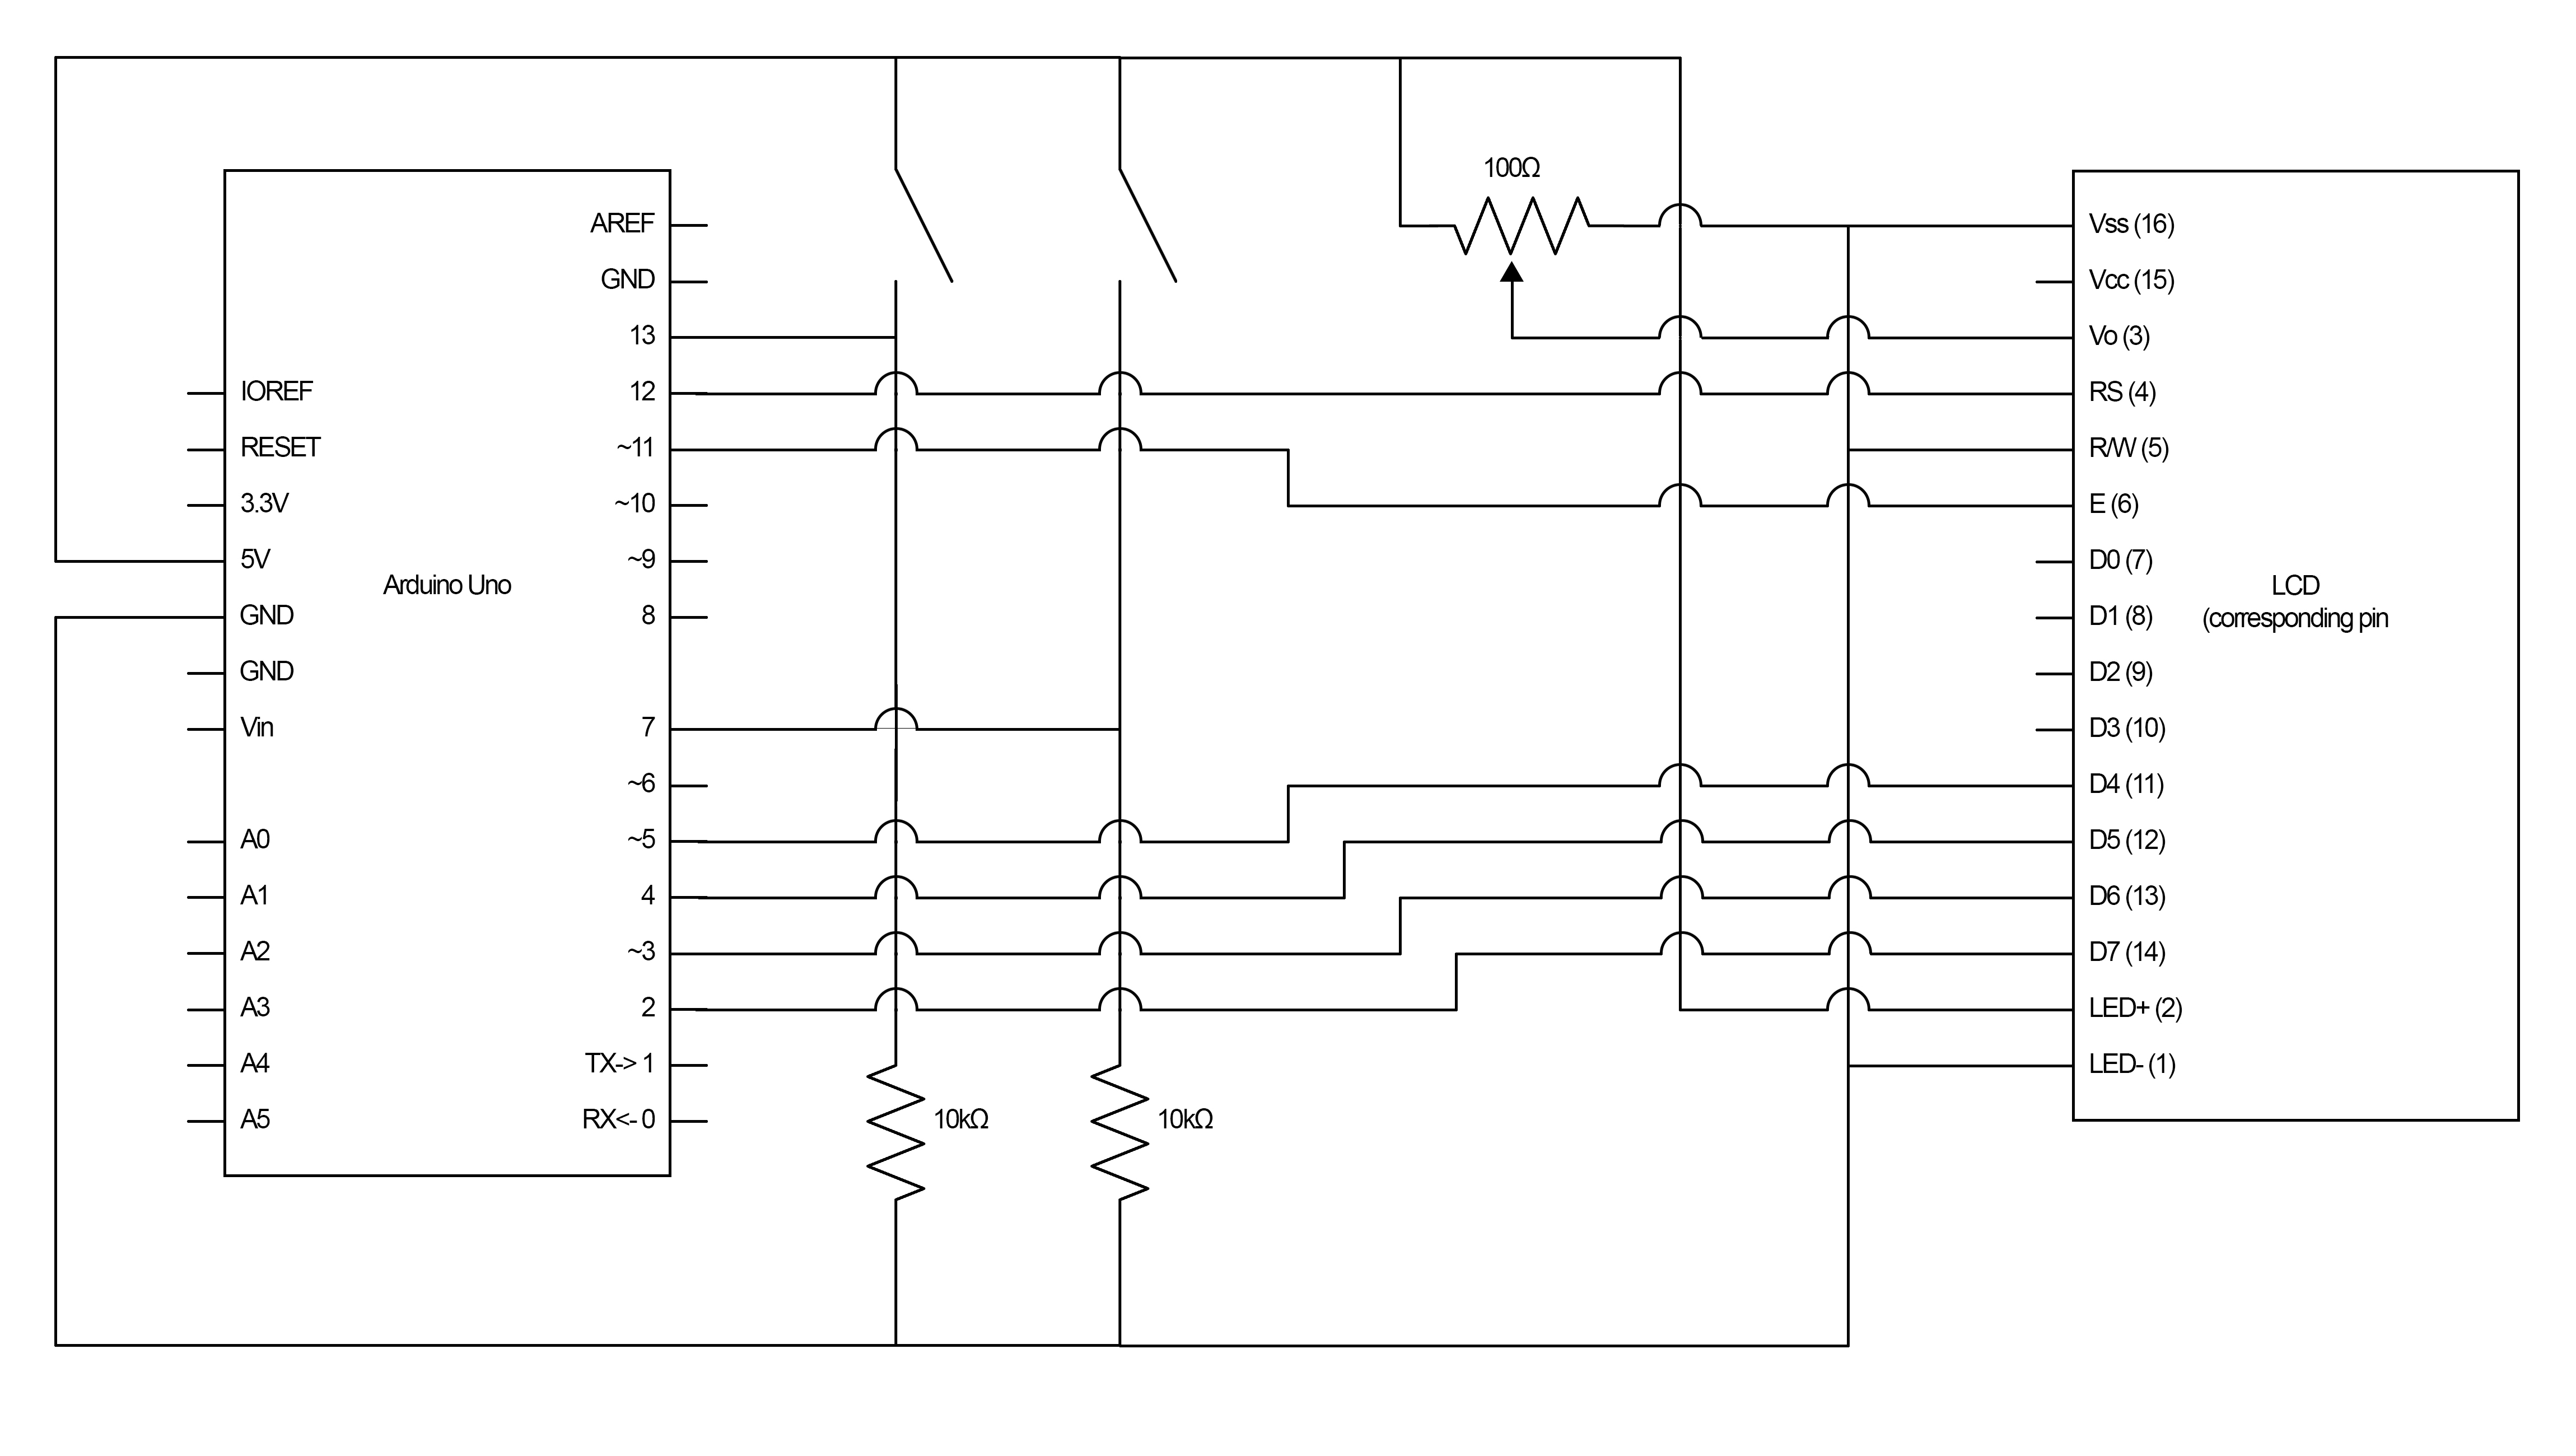 100Ω
AREF
GND
13
12
~11
~10
~9
8
7
~6
~5
4
~3
2
TX-> 1
RX<- 0
IOREF
RESET
3.3V
5V
GND
GND
Vin
A0
A1
A2
A3
A4
A5
Arduino Uno
10kΩ
10kΩ
Vss (16)
Vcc (15)
Vo (3)
RS (4)
R/W (5)
E (6)
D0 (7)
D1 (8)
D2 (9)
D3 (10)
D4 (11)
D5 (12)
D6 (13)
D7 (14)
LED+ (2)
LED- (1)
LCD
(corresponding pin